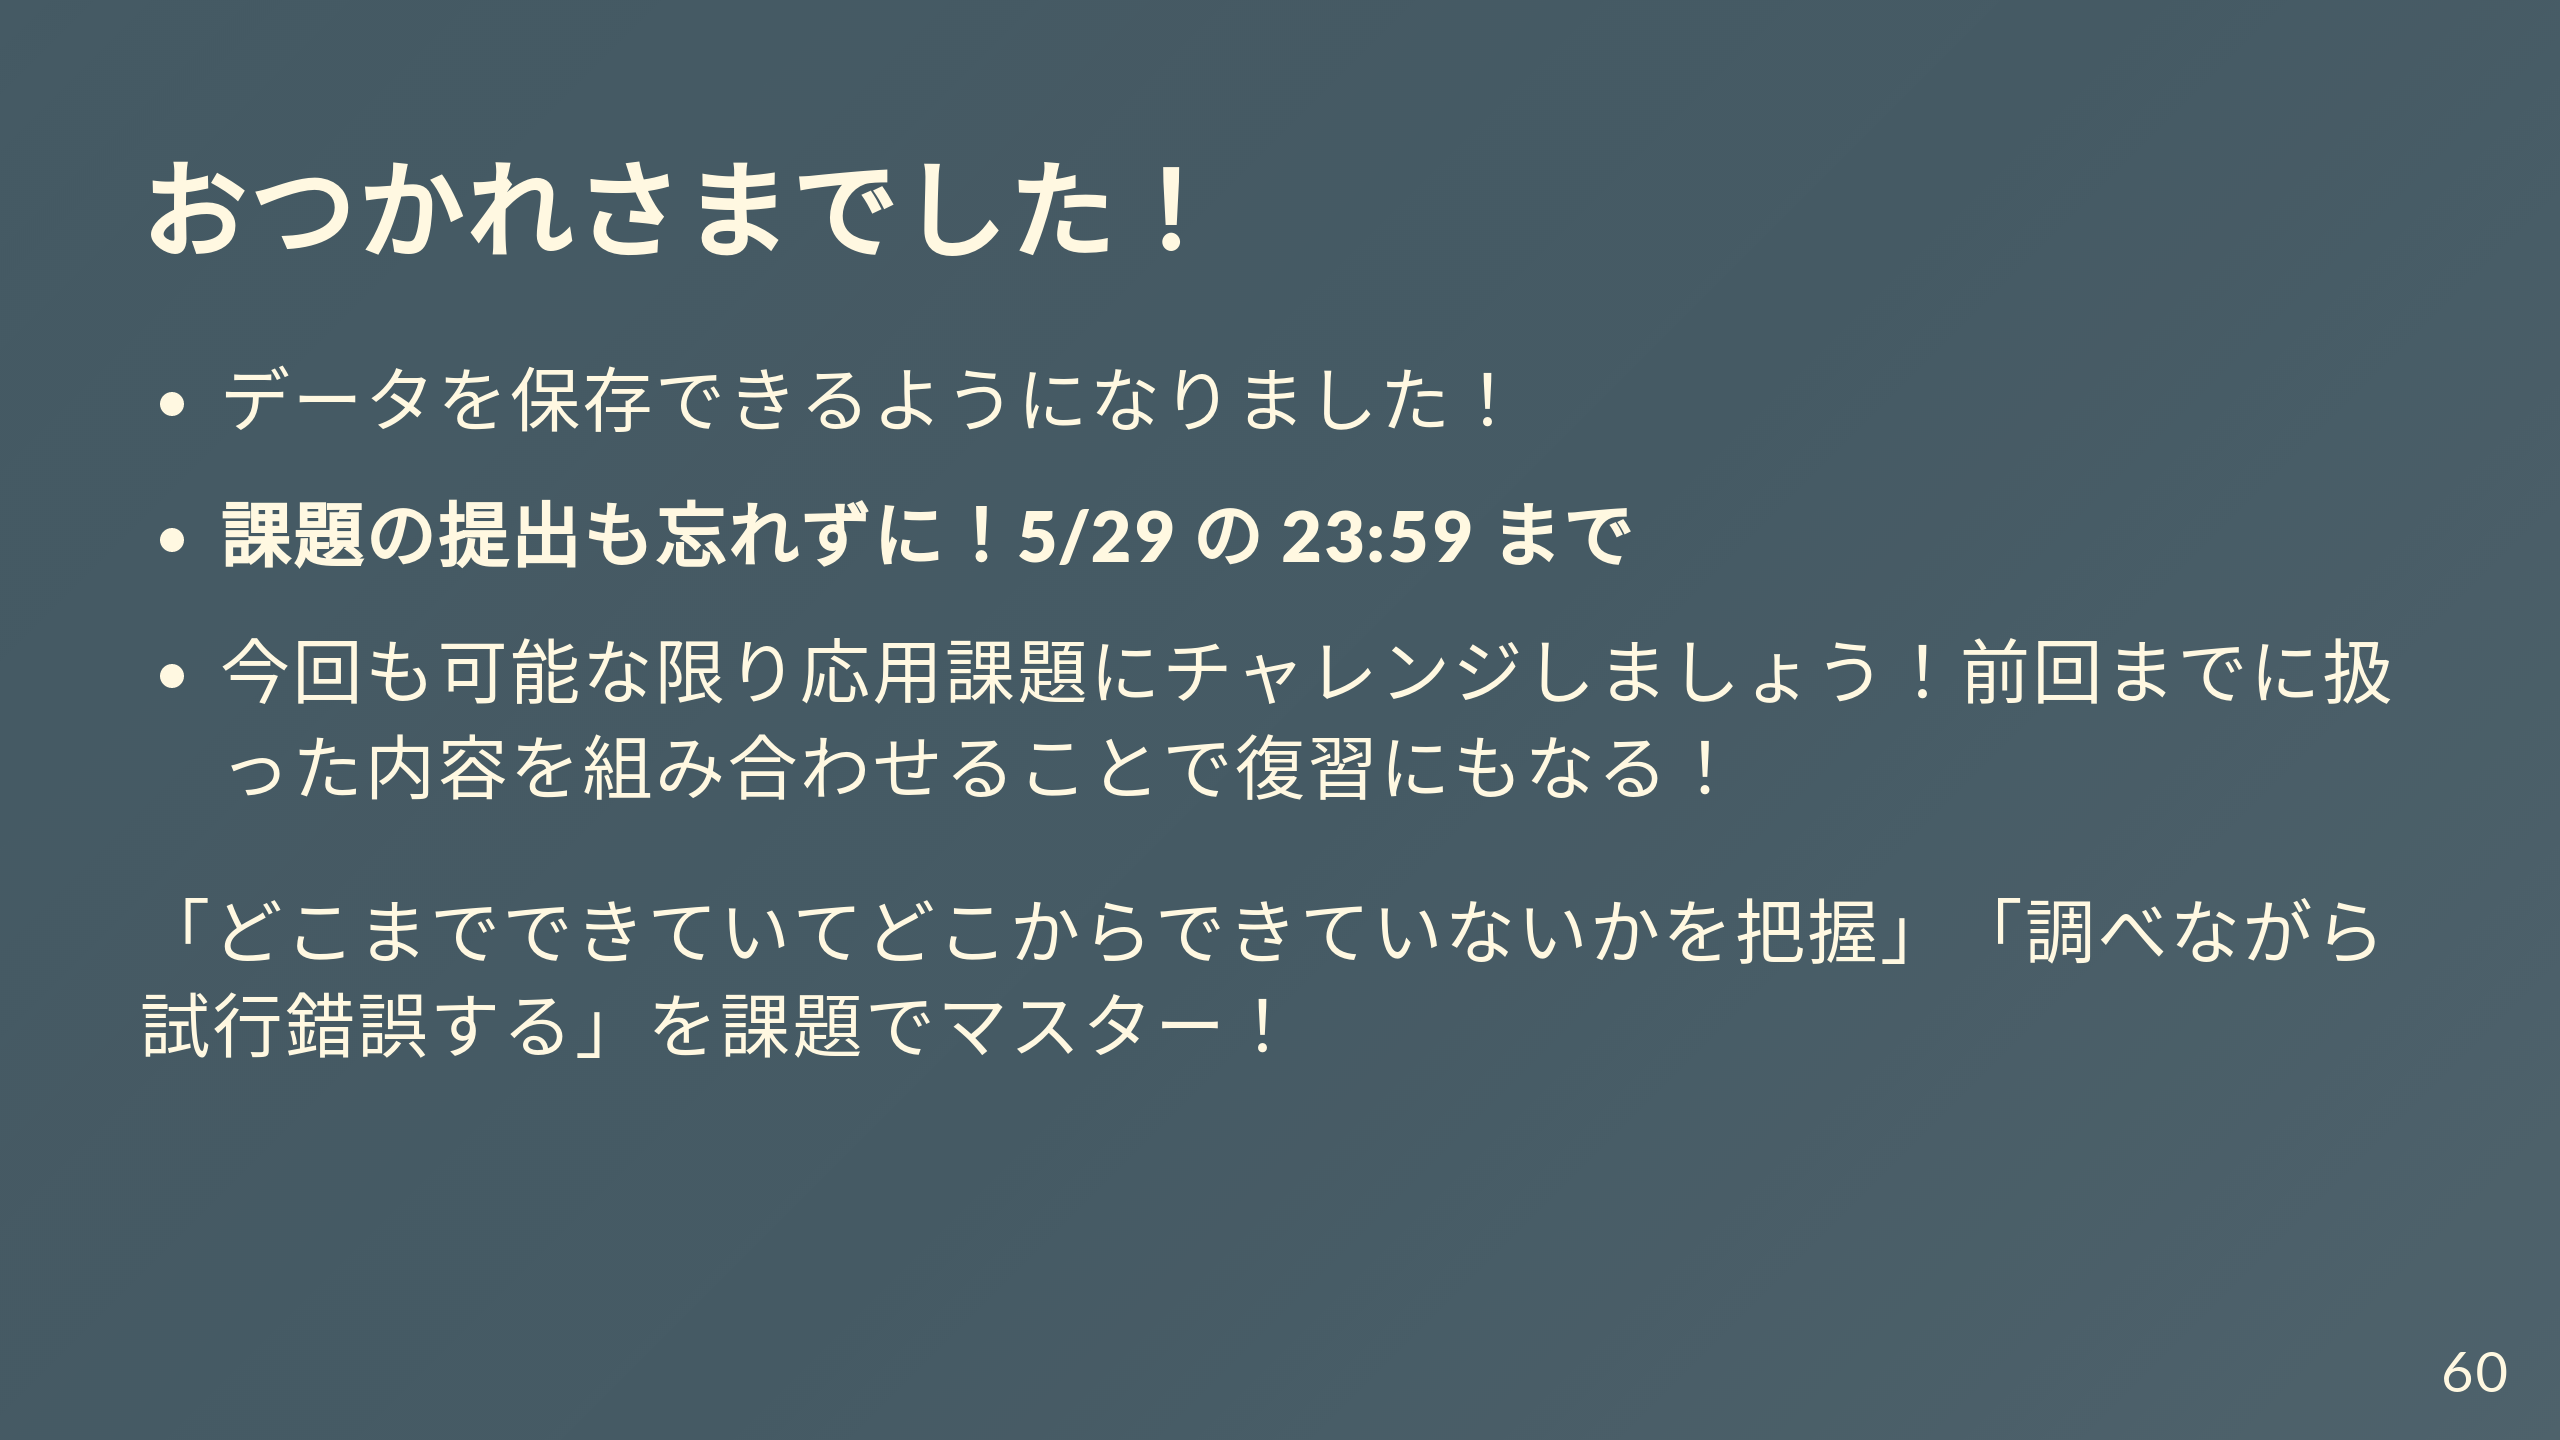 おつかれさまでした！
• データを保存できるようになりました！
• 課題の提出も忘れずに！5/29 の 23:59 まで
• 今回も可能な限り応用課題にチャレンジしましょう！前回までに扱
った内容を組み合わせることで復習にもなる！
「どこまでできていてどこからできていないかを把握」「調べながら
試行錯誤する」を課題でマスター！
60